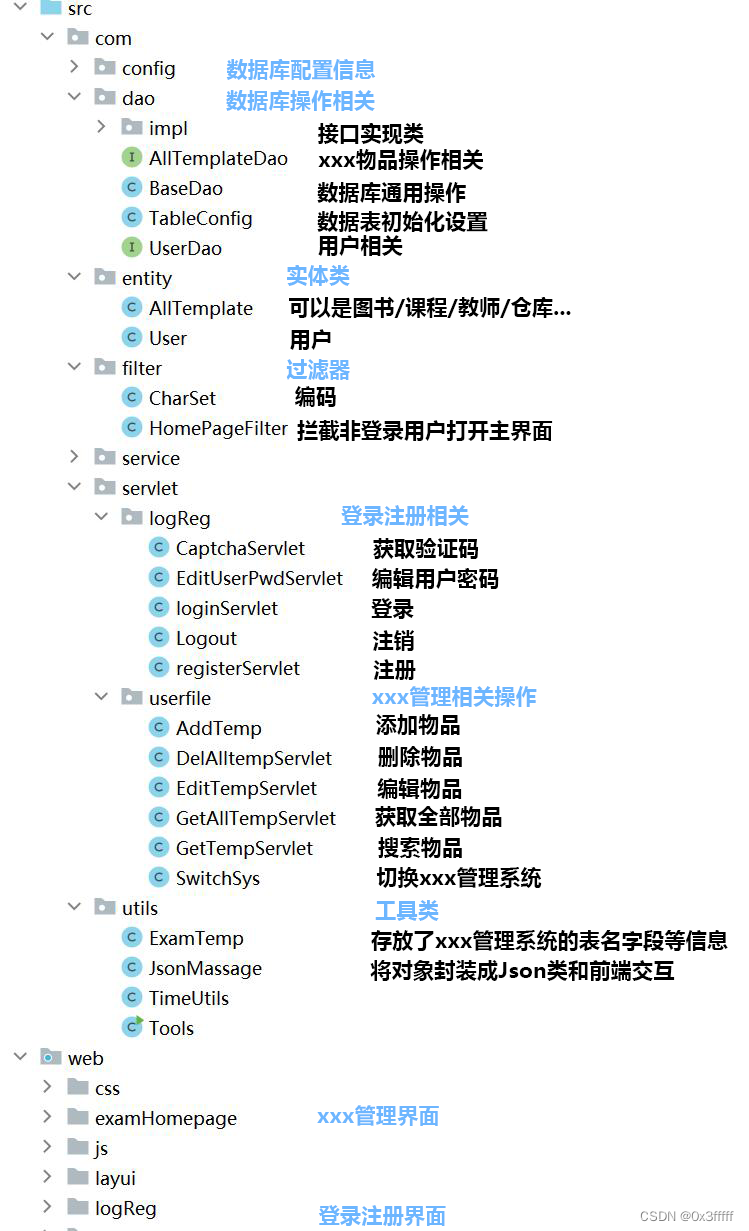 src
com
config 数据库配置信息
dao 数据库操作相关
impl 接口实现类
I AllTemplateDao xxx物品操作相关
C BaseDao 数据库通用操作
C TableConfig 数据表初始化设置
I UserDao 用户相关
entity 实体类
C AllTemplate 可以是图书/课程/教师/仓库...
C User 用户
filter 过滤器
C CharSet 编码
C HomePageFilter 拦截非登录用户打开主界面
service
servlet
logReg 登录注册相关
C CaptchaServlet 获取验证码
C EditUserPwdServlet 编辑用户密码
C loginServlet 登录
C Logout 注销
C registerServlet 注册
userfile xxx管理相关操作
C AddTemp 添加物品
C DelAlltempServlet 删除物品
C EditTempServlet 编辑物品
C GetAllTempServlet 获取全部物品
C GetTempServlet 搜索物品
C SwitchSys 切换xxx管理系统
utils 工具类
C ExamTemp 存放了xxx管理系统的表名字段等信息
C JsonMassage 将对象封装成Json类和前端交互
C TimeUtils
C Tools
web
css
examHomepage xxx管理界面
js
layui
logReg 登录注册界面
CSDN @0x3fffff